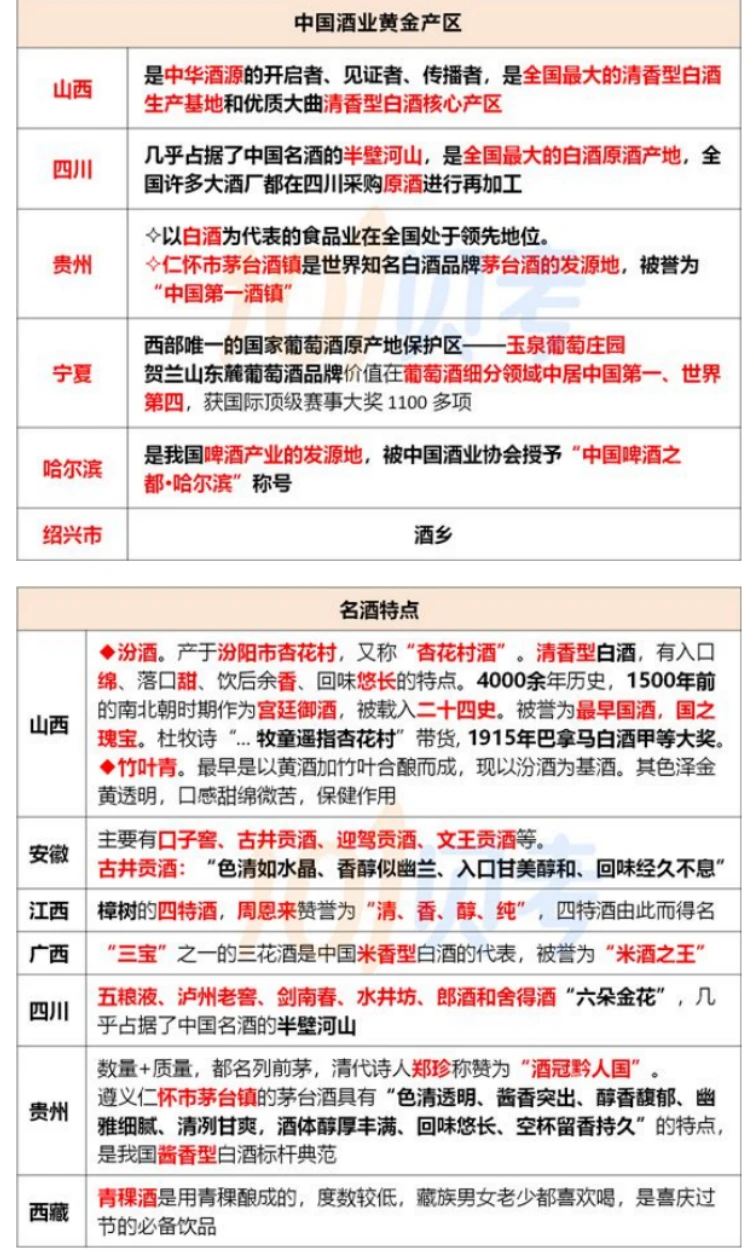 中国酒业黄金产区
山西
是中华酒源的开启者、见证者、传播者，是全国最大的清香型白酒
生产基地和优质大曲清香型白酒核心产区
四川
几乎占据了中国名酒的半壁河山，是全国最大的白酒原酒产地，全
国许多大酒厂都在四川采购原酒进行再加工
贵州
✧以白酒为代表的食品业在全国处于领先地位。
✧仁怀市茅台酒镇是世界知名白酒品牌茅台酒的发源地，被誉为
“中国第一酒镇”
宁夏
西部唯一的国家葡萄酒原产地保护区——玉泉葡萄庄园
贺兰山东麓葡萄酒品牌价值在葡萄酒细分领域中居中国第一、世界
第四，获国际顶级赛事大奖 1100 多项
哈尔滨
是我国啤酒产业的发源地，被中国酒业协会授予“中国啤酒之
都•哈尔滨”称号
绍兴市
酒乡
名酒特点
山西
◆汾酒。产于汾阳市杏花村，又称“杏花村酒”。清香型白酒，有入口
绵、落口甜、饮后余香、回味悠长的特点。4000余年历史，1500年前
的南北朝时期作为宫廷御酒，被载入二十四史。被誉为最早国酒，国之
瑰宝。杜牧诗“... 牧童遥指杏花村”带货, 1915年巴拿马白酒甲等大奖。
◆竹叶青。最早是以黄酒加竹叶合酿而成，现以汾酒为基酒。其色泽金
黄透明，口感甜绵微苦，保健作用
安徽
主要有口子窖、古井贡酒、迎驾贡酒、文王贡酒等。
古井贡酒：“色清如水晶、香醇似幽兰、入口甘美醇和、回味经久不息”
江西
樟树的四特酒，周恩来赞誉为“清、香、醇、纯”，四特酒由此而得名
广西
“三宝”之一的三花酒是中国米香型白酒的代表，被誉为“米酒之王”
四川
五粮液、泸州老窖、剑南春、水井坊、郎酒和舍得酒“六朵金花”，几
乎占据了中国名酒的半壁河山
贵州
数量+质量，都名列前茅，清代诗人郑珍称赞为“酒冠黔人国”。
遵义仁怀市茅台镇的茅台酒具有“色清透明、酱香突出、醇香馥郁、幽
雅细腻、清冽甘爽，酒体醇厚丰满、回味悠长、空杯留香持久”的特点，
是我国酱香型白酒标杆典范
西藏
青稞酒是用青稞酿成的，度数较低，藏族男女老少都喜欢喝，是喜庆过
节的必备饮品